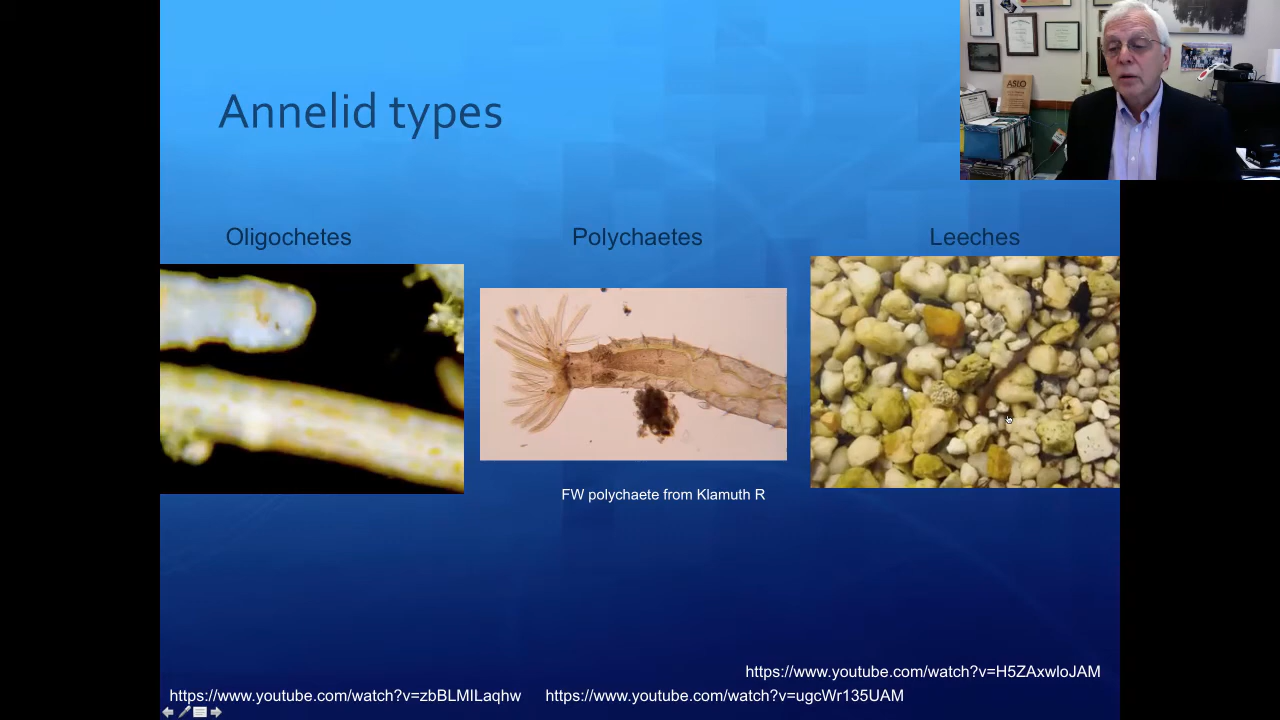 Annelid types
ASLO
Oligochetes
Polychaetes
Leeches
FW polychaete from Klamuth R
https://www.youtube.com/watch?v=H5ZAxwloJAM
https://www.youtube.com/watch?v=zbBLMILaqhw
https://www.youtube.com/watch?v=ugcWr135UAM